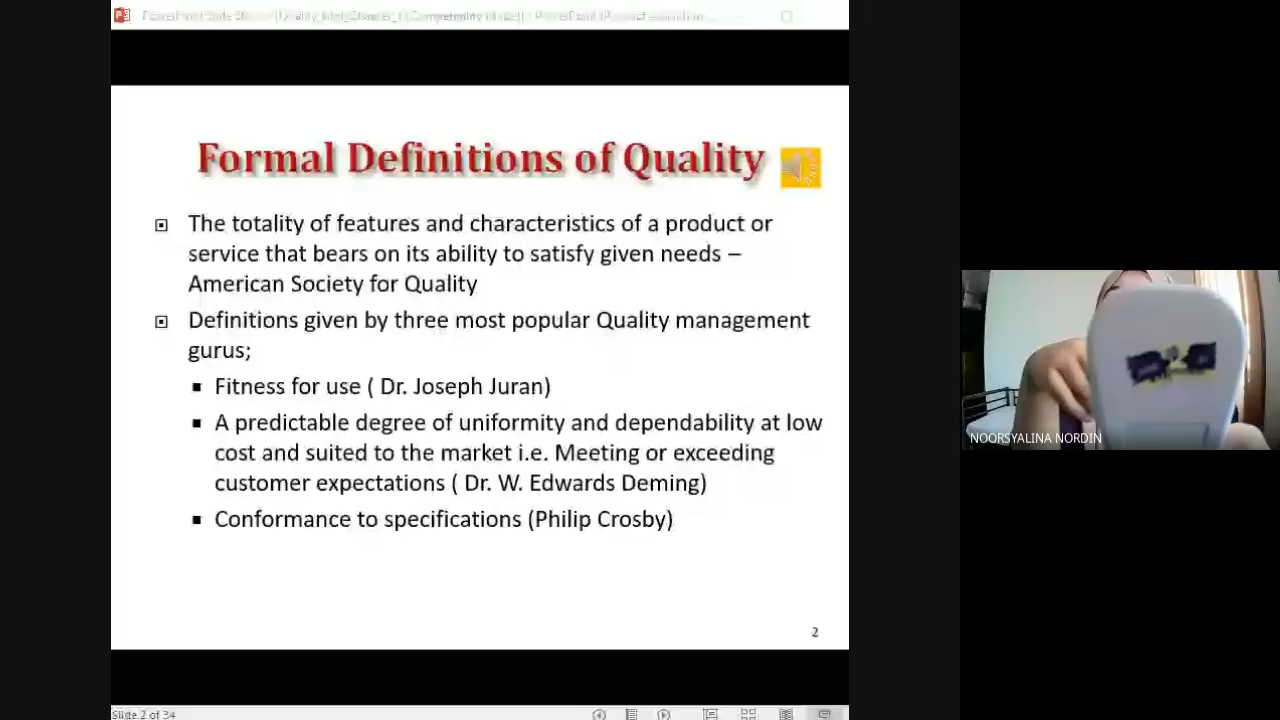 Formal Definitions of Quality
The totality of features and characteristics of a product or
service that bears on its ability to satisfy given needs –
American Society for Quality
Definitions given by three most popular Quality management
gurus;
Fitness for use ( Dr. Joseph Juran)
A predictable degree of uniformity and dependability at low
cost and suited to the market i.e. Meeting or exceeding
customer expectations ( Dr. W. Edwards Deming)
Conformance to specifications (Philip Crosby)
2
Slide 2 of 34
NOORSYALINA NORDIN